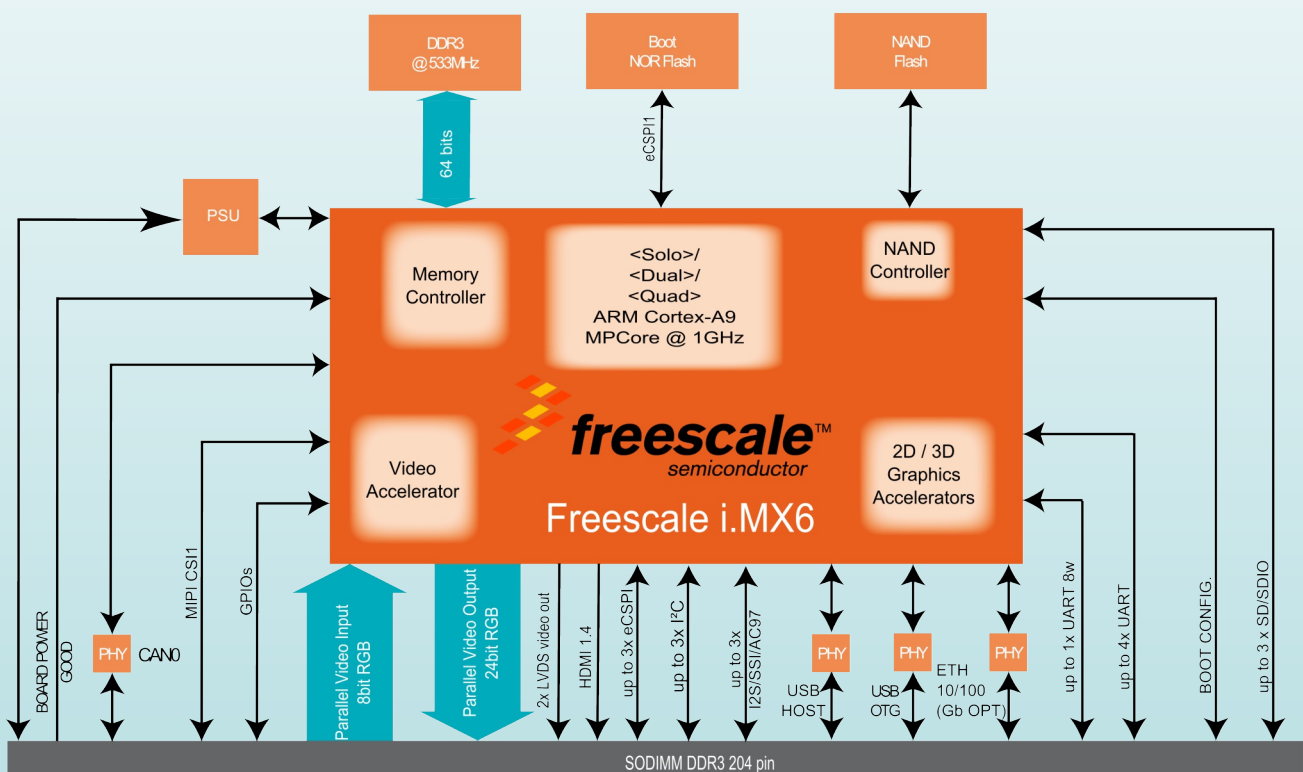 DDR3
@ 533MHz
Boot
NOR Flash
NAND
Flash
64 bits
eCSPI1
PSU
Memory
Controller
<Solo>/
<Dual>/
<Quad>
ARM Cortex-A9
MPCore @ 1GHz
NAND
Controller
Video
Accelerator
freescale™
semiconductor
Freescale i.MX6
2D / 3D
Graphics
Accelerators
BOARD POWER
GOOD
PHY
CAN0
MIPI CSI1
GPIOs
Parallel Video Input
8bit RGB
Parallel Video Output
24bit RGB
2x LVDS video out
HDMI 1.4
up to 3x eCSPI
up to 3x I²C
up to 3x
I2S/SSI/AC97
PHY
USB
HOST
PHY
USB
OTG
PHY
ETH
10/100
(Gb OPT)
up to 1x UART 8w
up to 4x UART
BOOT CONFIG.
up to 3 x SD/SDIO
SODIMM DDR3 204 pin